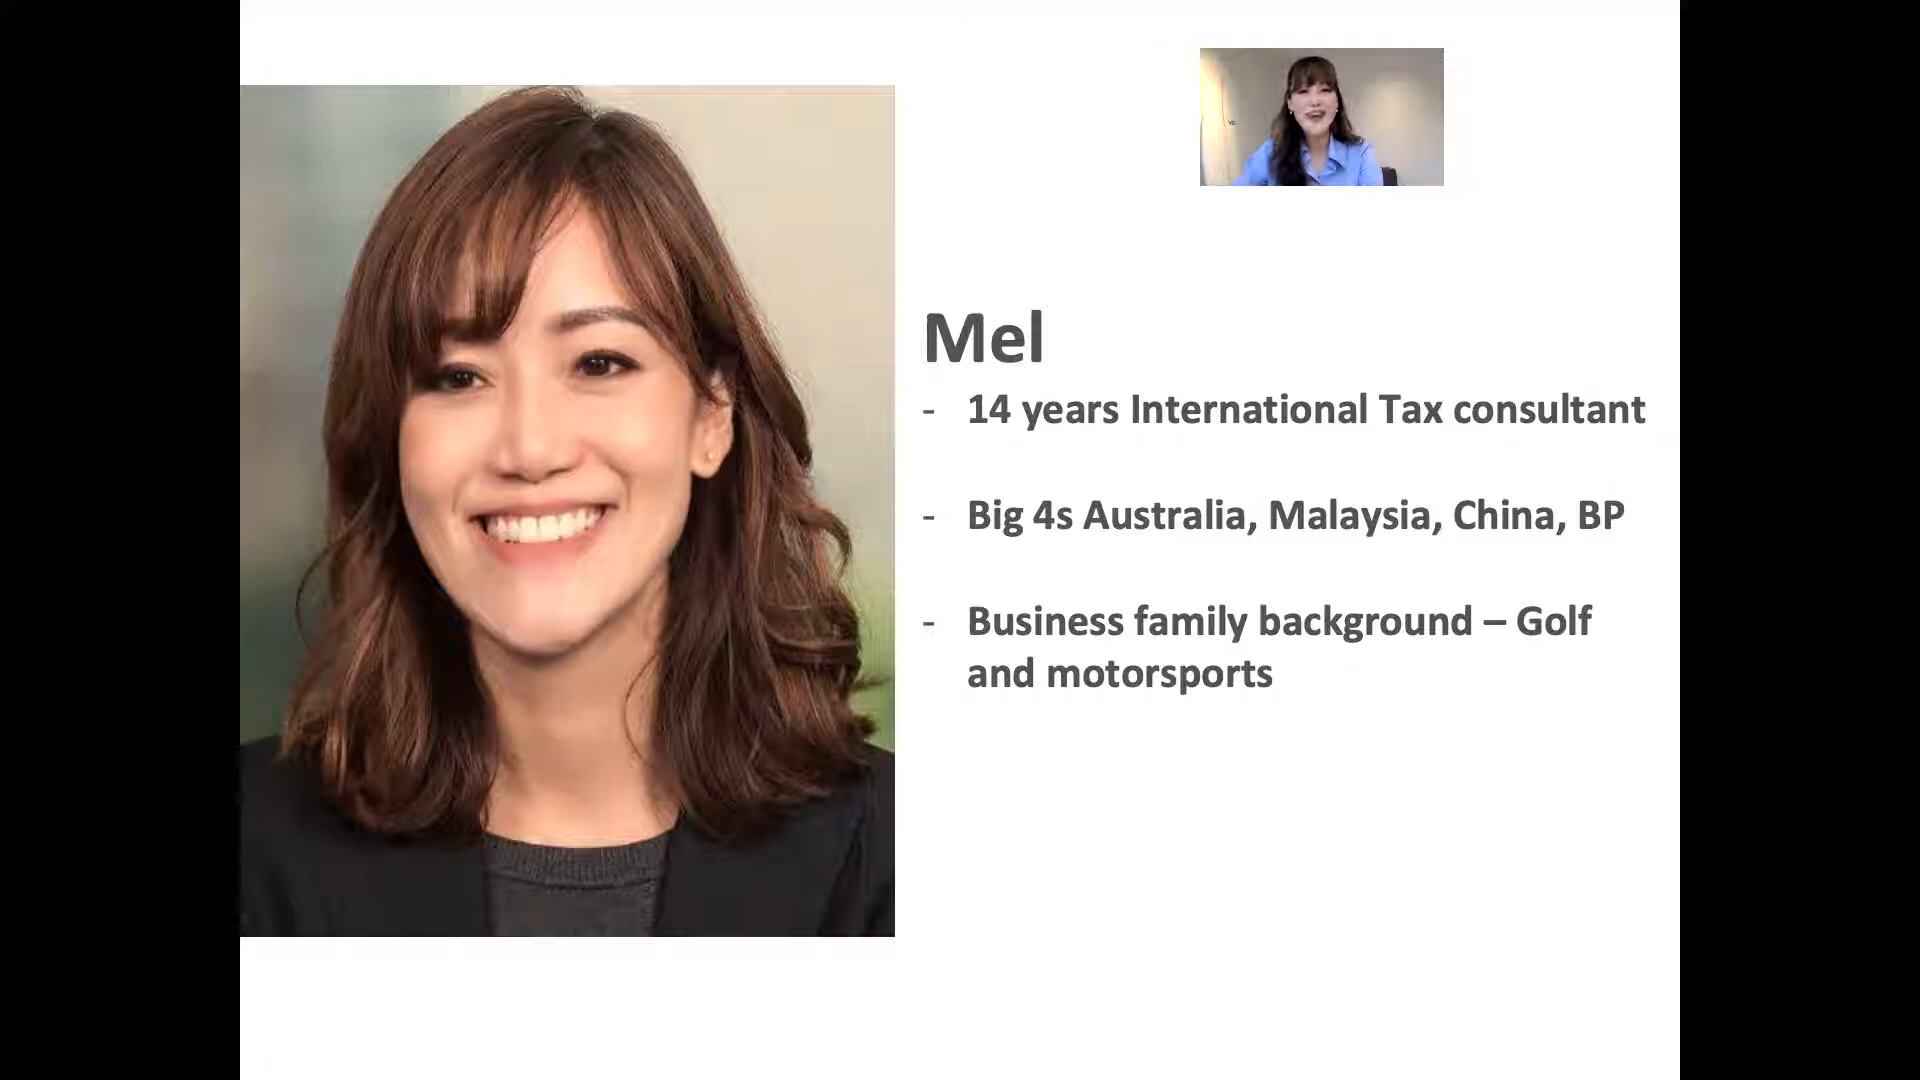 Mel
- 14 years International Tax consultant
- Big 4s Australia, Malaysia, China, BP
- Business family background – Golf
and motorsports